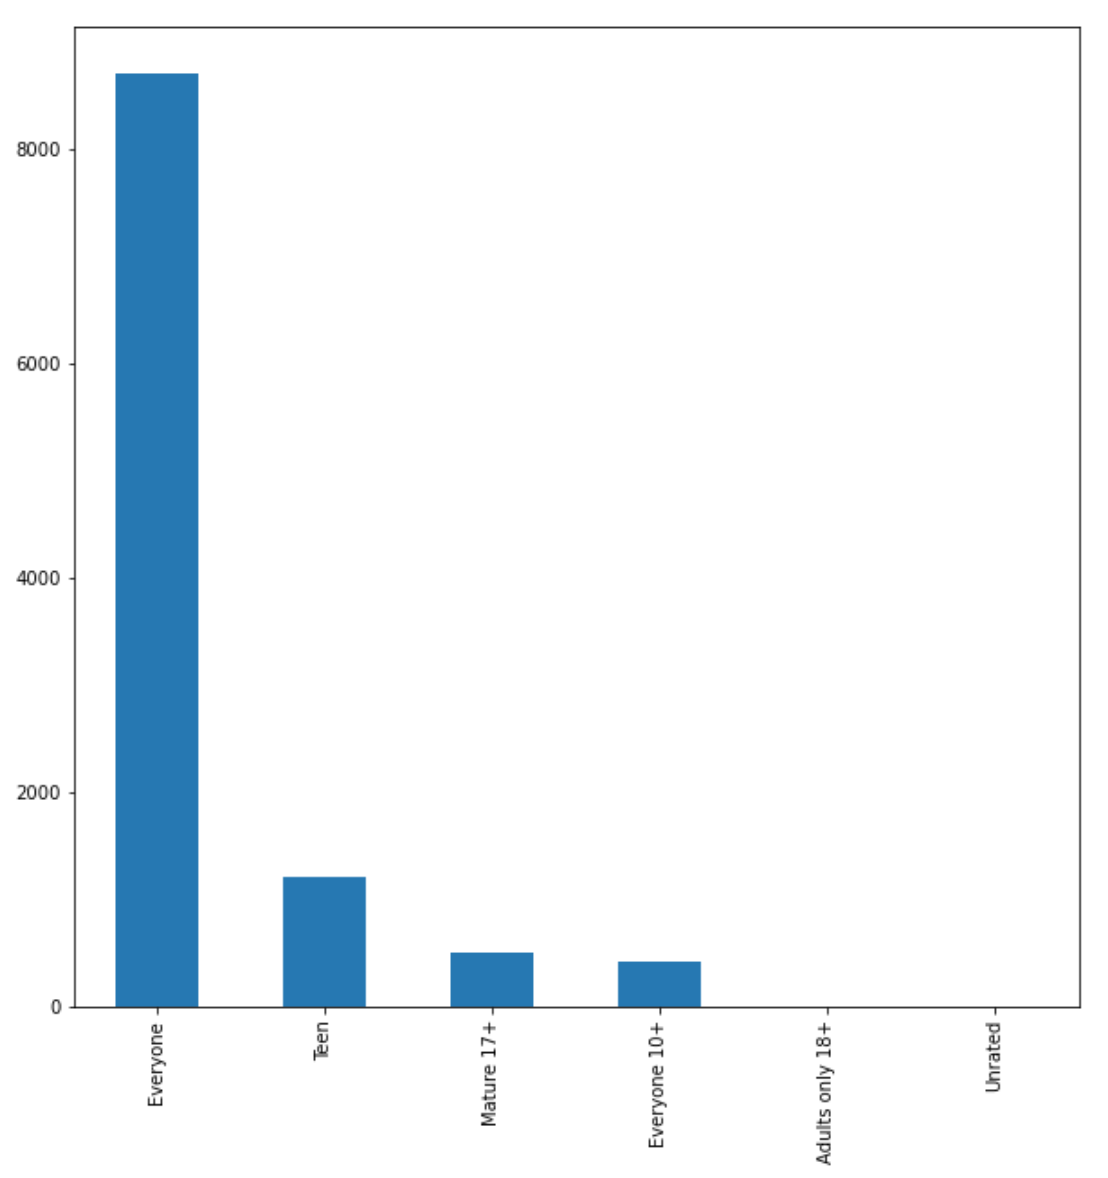 8000
6000
4000
2000
0
Everyone
Teen
Mature 17+
Everyone 10+
Adults only 18+
Unrated